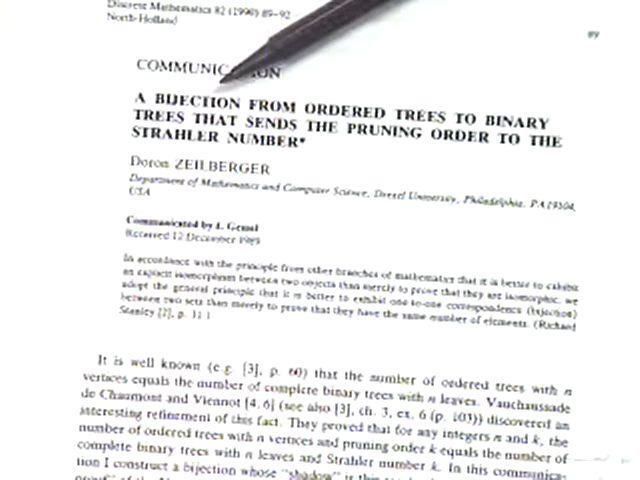 Discrete Mathematics 82 (1990) 89–92
North-Holland
89
COMMUNICATION
A BIJECTION FROM ORDERED TREES TO BINARY
TREES THAT SENDS THE PRUNING ORDER TO THE
STRAHLER NUMBER*
Doron ZEILBERGER
Department of Mathematics and Computer Science, Drexel University, Philadelphia, PA 19104,
USA
Communicated by I. Gessel
Received 12 December 1989
In accordance with the principle from other branches of mathematics that it is better to exhibit
an explicit isomorphism between two objects than merely to prove that they are isomorphic, we
adopt the general principle that it is better to exhibit one-to-one correspondence (bijection)
between two sets than merely to prove that they have the same number of elements. (Richard
Stanley [2], p. 11.)
It is well known (e.g. [3], p. 60) that the number of ordered trees with n
vertices equals the number of complete binary trees with n leaves. Vauchaussade
de Chaumont and Viennot [4, 6] (see also [3], ch. 3, ex. 6 (p. 103)) discovered an
interesting refinement of this fact. They proved that for any integers n and k, the
number of ordered trees with n vertices and pruning order k equals the number of
complete binary trees with n leaves and Strahler number k. In this communica-
tion I construct a bijection whose "shadow" is this